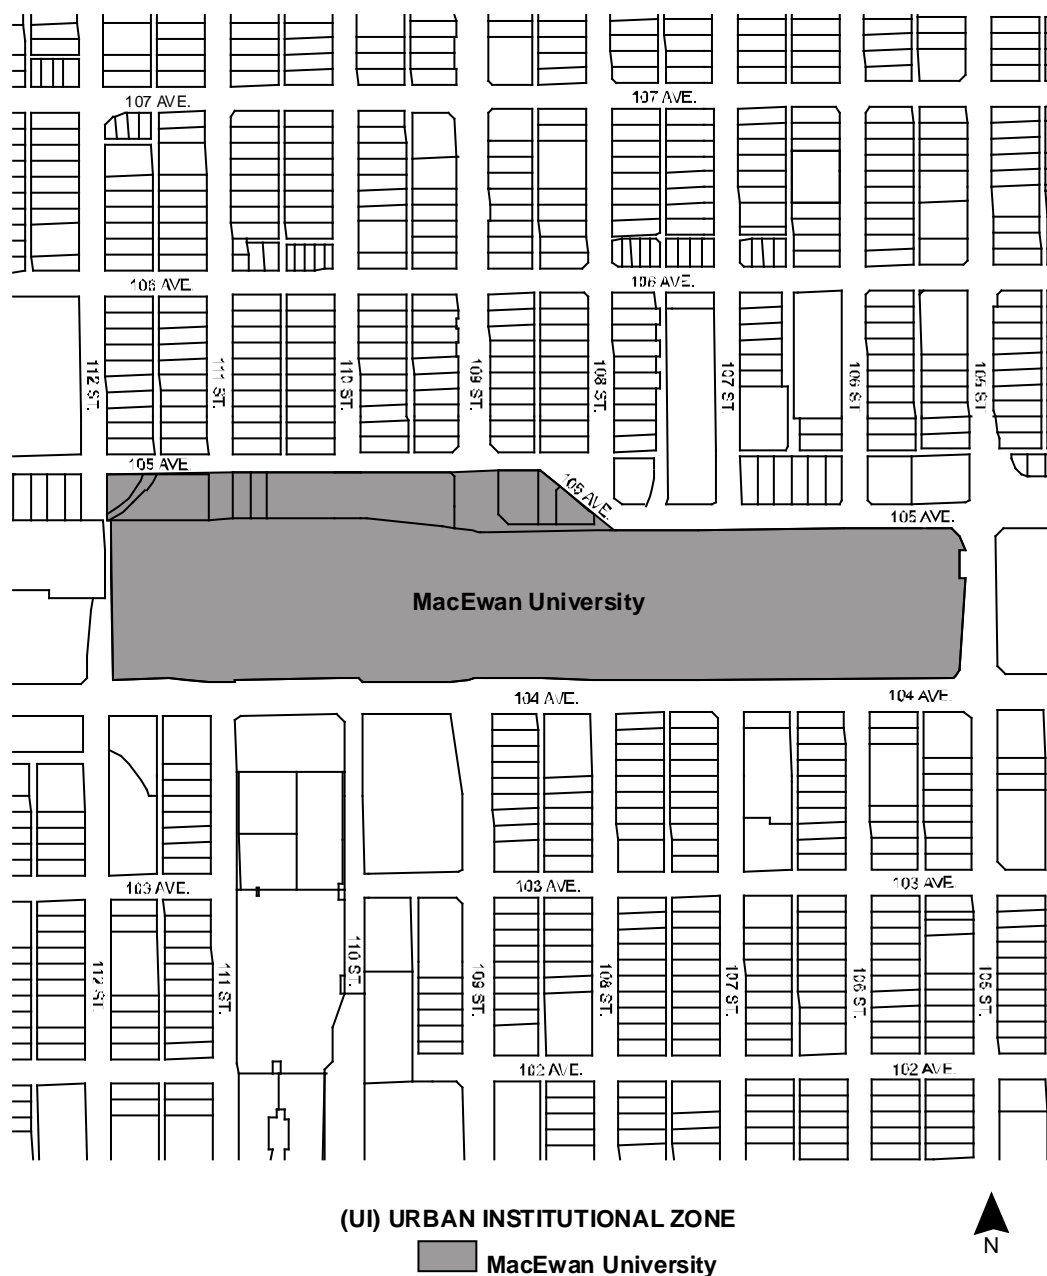 107 AVE.
107 AVE.
106 AVE.
106 AVE.
112 ST.
111 ST.
110 ST.
109 ST.
108 ST.
107 ST.
106 ST
105 ST
105 AVE
105 AVE.
105 AVE.
MacEwan University
104 AVE.
104 AVE.
103 AVE.
103 AVE.
103 AVE.
112 ST.
111 ST.
110 ST.
109 ST.
108 ST.
107 ST.
106 ST.
105 ST.
102 AVE.
102 AVE.
(UI) URBAN INSTITUTIONAL ZONE
MacEwan University
N